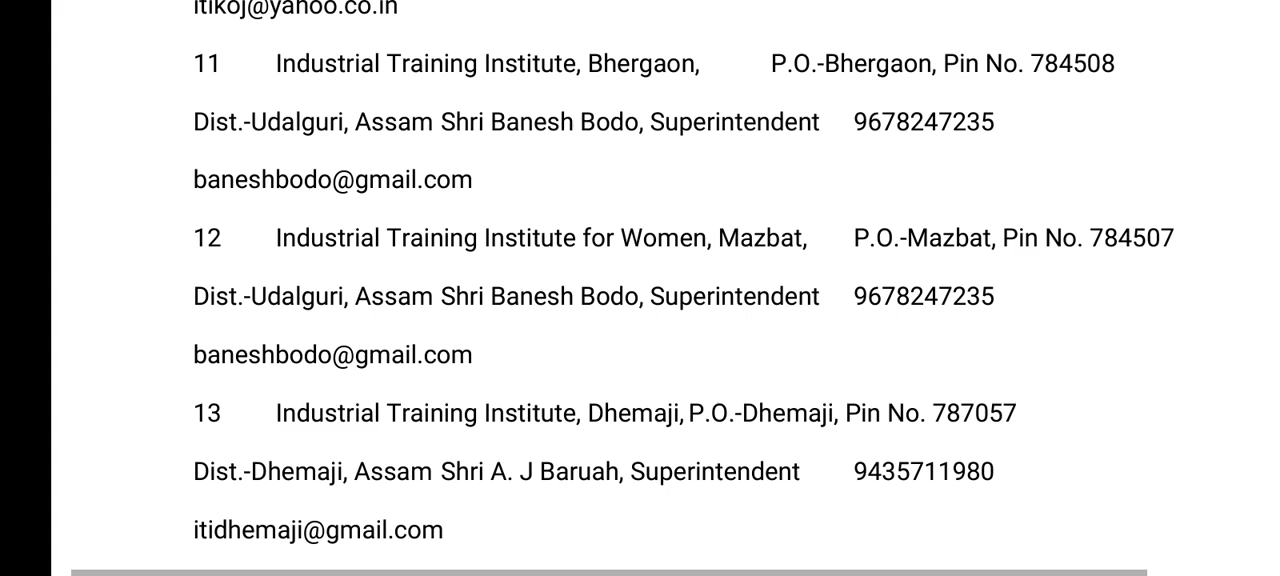 itikoj@yahoo.co.in
11 Industrial Training Institute, Bhergaon, P.O.-Bhergaon, Pin No. 784508
Dist.-Udalguri, Assam Shri Banesh Bodo, Superintendent 9678247235
baneshbodo@gmail.com
12 Industrial Training Institute for Women, Mazbat, P.O.-Mazbat, Pin No. 784507
Dist.-Udalguri, Assam Shri Banesh Bodo, Superintendent 9678247235
baneshbodo@gmail.com
13 Industrial Training Institute, Dhemaji, P.O.-Dhemaji, Pin No. 787057
Dist.-Dhemaji, Assam Shri A. J Baruah, Superintendent 9435711980
itidhemaji@gmail.com